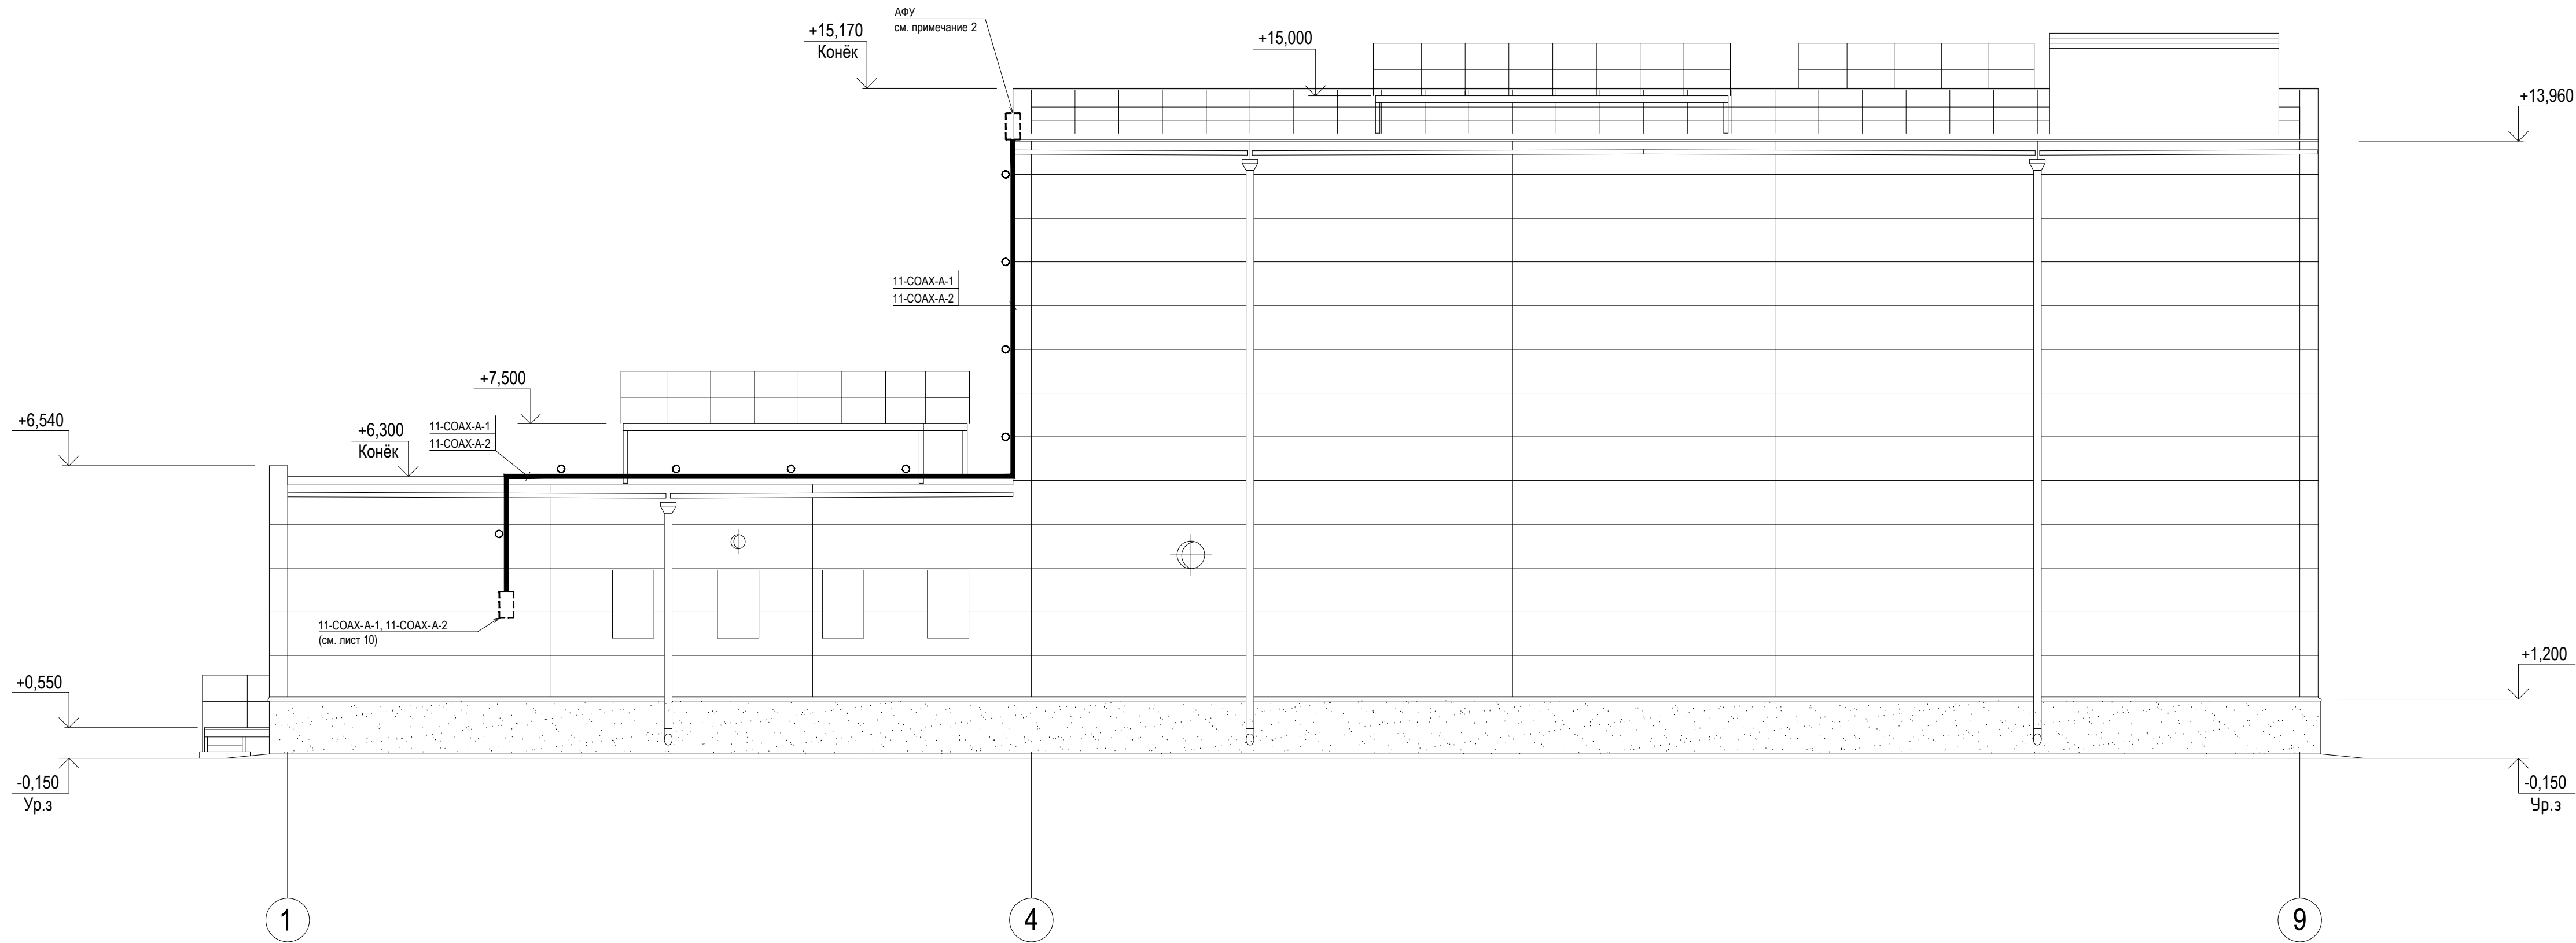 АФУ
см. примечание 2
+15,170
Конёк
+15,000
+13,960
11-COAX-A-1
11-COAX-A-2
+7,500
+6,540
+6,300
Конёк
11-COAX-A-1
11-COAX-A-2
11-COAX-A-1, 11-COAX-A-2
(см. лист 10)
+0,550
+1,200
-0,150
Ур.з
-0,150
Ур.з
1
4
9